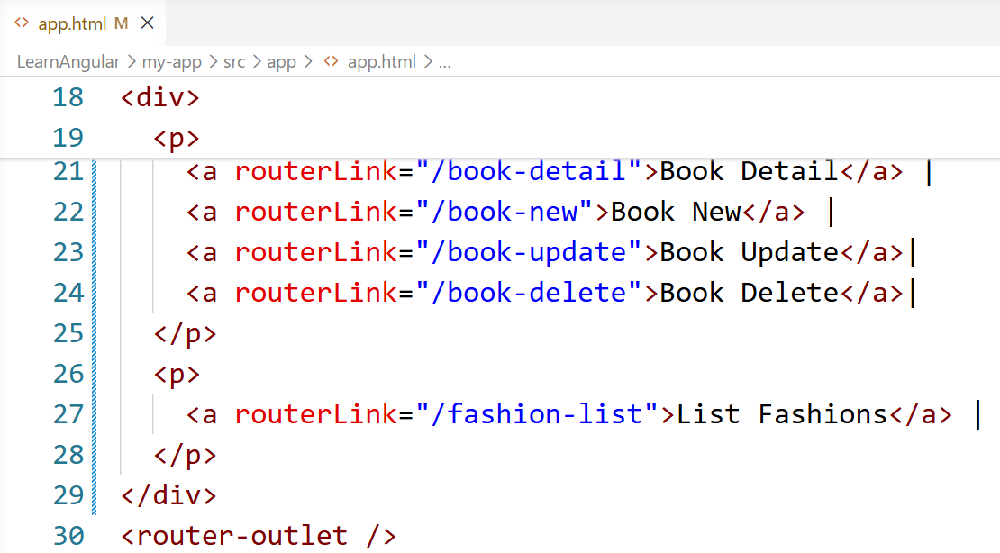 app.html M
LearnAngular > my-app > src > app > app.html > ...
18 <div>
19 <p>
21 <a routerLink="/book-detail">Book Detail</a> |
22 <a routerLink="/book-new">Book New</a> |
23 <a routerLink="/book-update">Book Update</a>|
24 <a routerLink="/book-delete">Book Delete</a>|
25 </p>
26 <p>
27 <a routerLink="/fashion-list">List Fashions</a> |
28 </p>
29 </div>
30 <router-outlet />